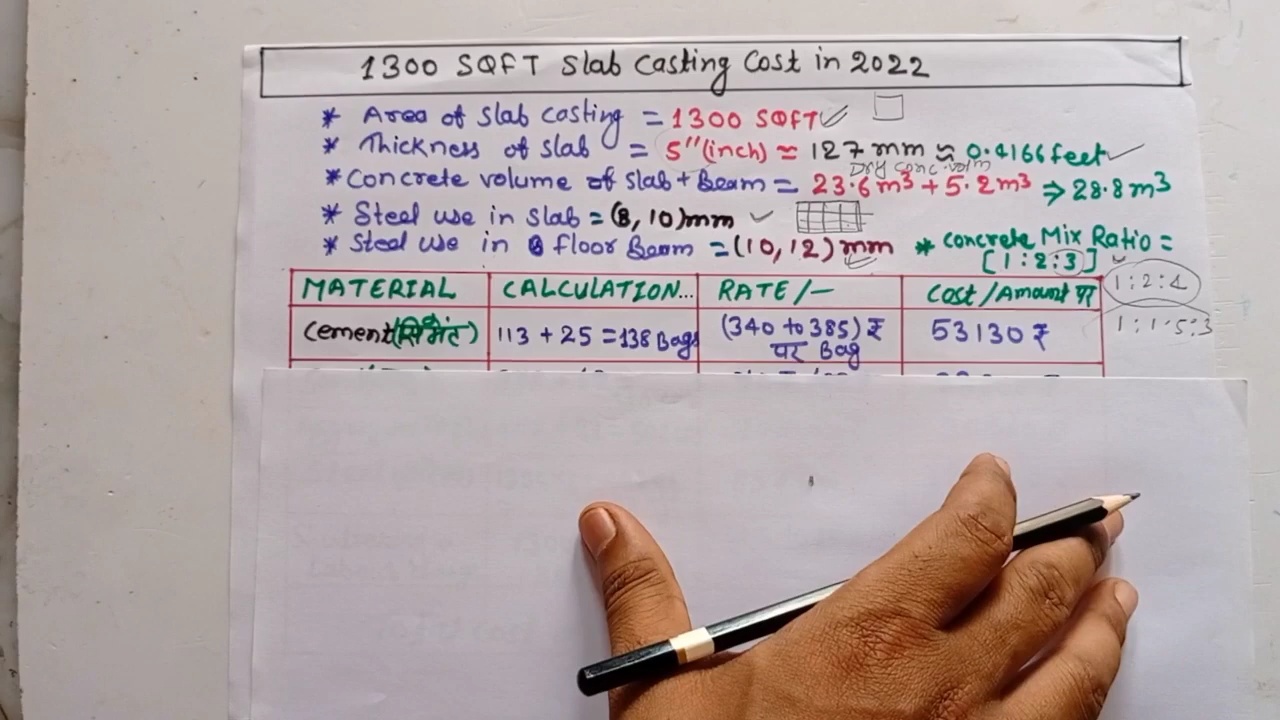 1300 SQFT Slab Casting Cost in 2022
* Area of Slab Casting = 1300 SQFT
* Thickness of slab = 5"(inch) ≈ 127 mm ≈ 0.4166 feet
Dry conc. volm
* Concrete volume of Slab + Beam = 23.6 m³ + 5.2 m³ ⇒ 28.8 m³
* Steel use in slab = (8, 10) mm
* Steel use in floor Beam = (10, 12) mm
* Concrete Mix Ratio =
[1:2:3]
1:2:4
1:1.5:3
MATERIAL CALCULATION... RATE/- Cost/Amount
Cement (सिमेंट) 113 + 25 = 138 Bags (340 to 385) ₹ 53130 ₹
पर Bag